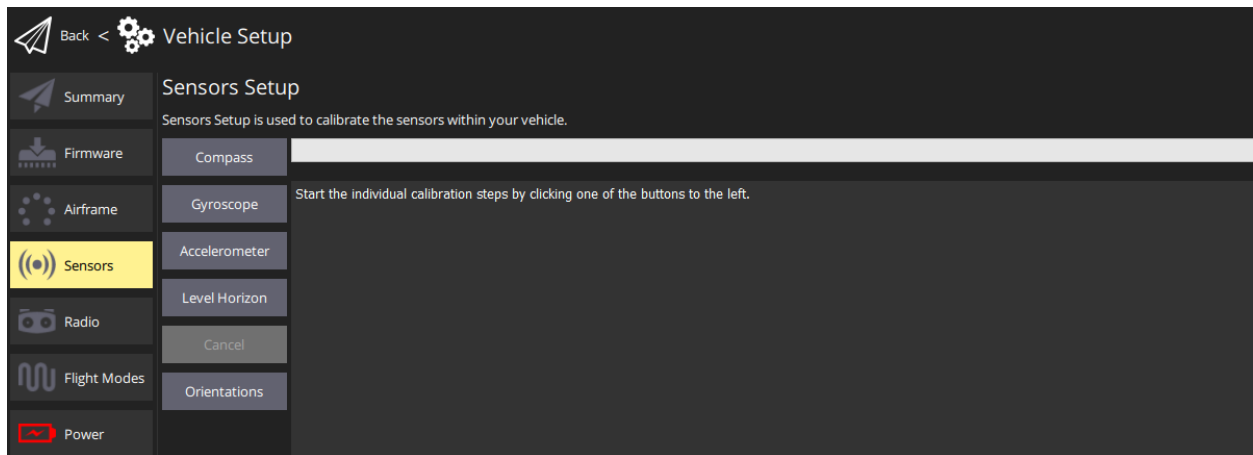 Back < Vehicle Setup
Summary
Firmware
Airframe
Sensors
Radio
Flight Modes
Power
Sensors Setup
Sensors Setup is used to calibrate the sensors within your vehicle.
Compass
Gyroscope
Accelerometer
Level Horizon
Cancel
Orientations
Start the individual calibration steps by clicking one of the buttons to the left.